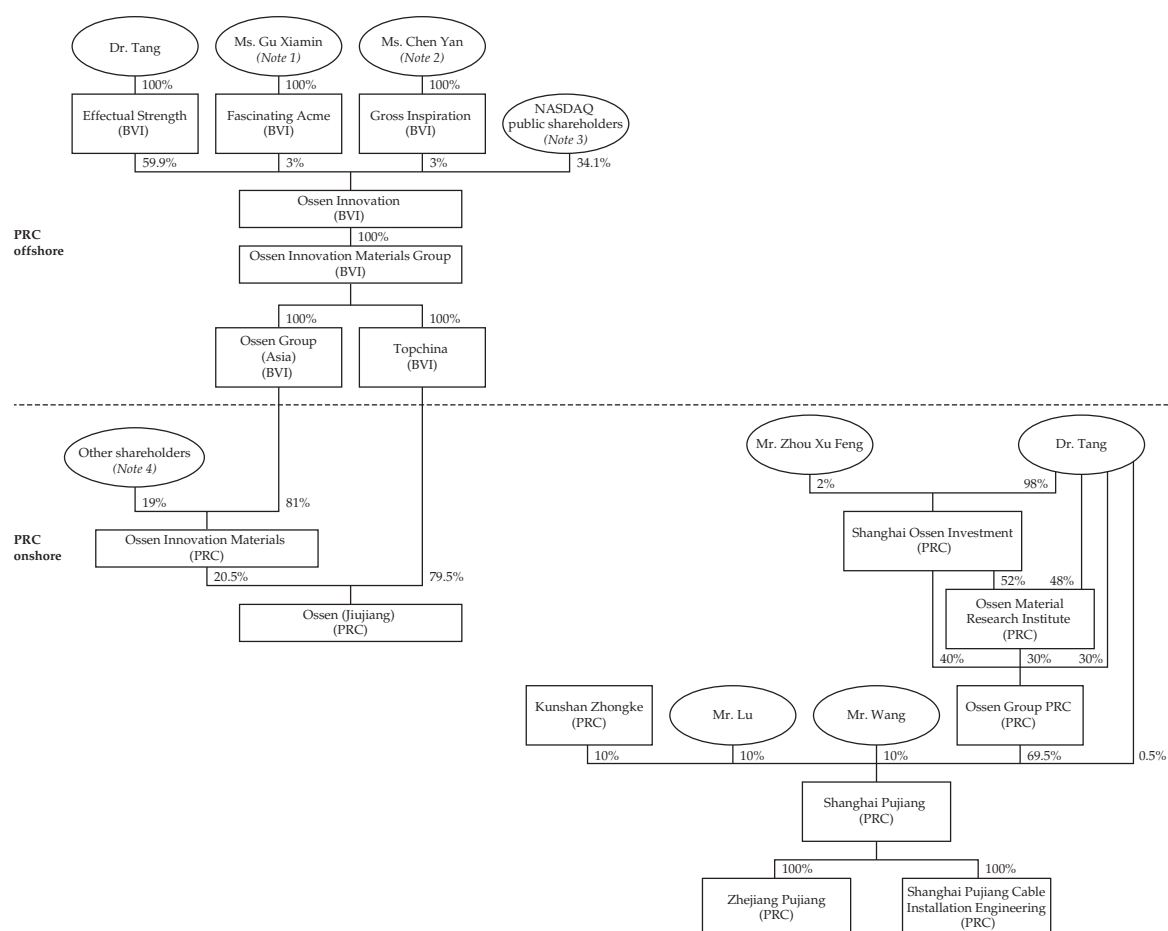 Dr. Tang
Ms. Gu Xiamin
(Note 1)
Ms. Chen Yan
(Note 2)
100%
100%
100%
Effectual Strength
(BVI)
Fascinating Acme
(BVI)
Gross Inspiration
(BVI)
NASDAQ
public shareholders
(Note 3)
59.9%
3%
3%
34.1%
Ossen Innovation
(BVI)
PRC
offshore
100%
Ossen Innovation Materials Group
(BVI)
100%
100%
Ossen Group
(Asia)
(BVI)
Topchina
(BVI)
Other shareholders
(Note 4)
Mr. Zhou Xu Feng
Dr. Tang
19%
81%
2%
98%
PRC
onshore
Ossen Innovation Materials
(PRC)
Shanghai Ossen Investment
(PRC)
20.5%
79.5%
52%
48%
Ossen (Jiujiang)
(PRC)
Ossen Material
Research Institute
(PRC)
40%
30%
30%
Kunshan Zhongke
(PRC)
Mr. Lu
Mr. Wang
Ossen Group PRC
(PRC)
10%
10%
10%
69.5%
0.5%
Shanghai Pujiang
(PRC)
100%
100%
Zhejiang Pujiang
(PRC)
Shanghai Pujiang Cable
Installation Engineering
(PRC)